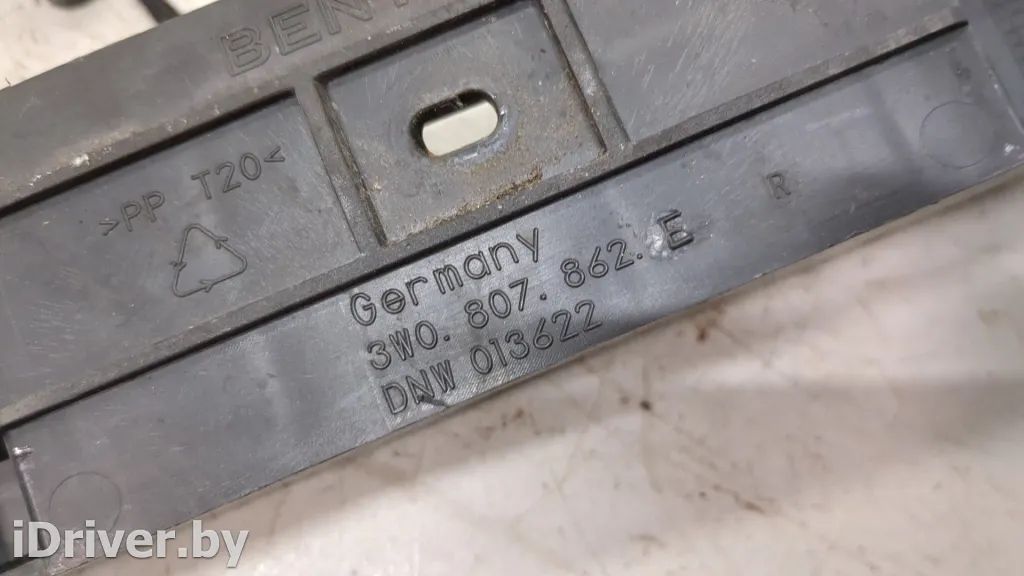 >PP T20<
Germany
3W0. 807. 862. E
R
DNW 013622
iDriver.by